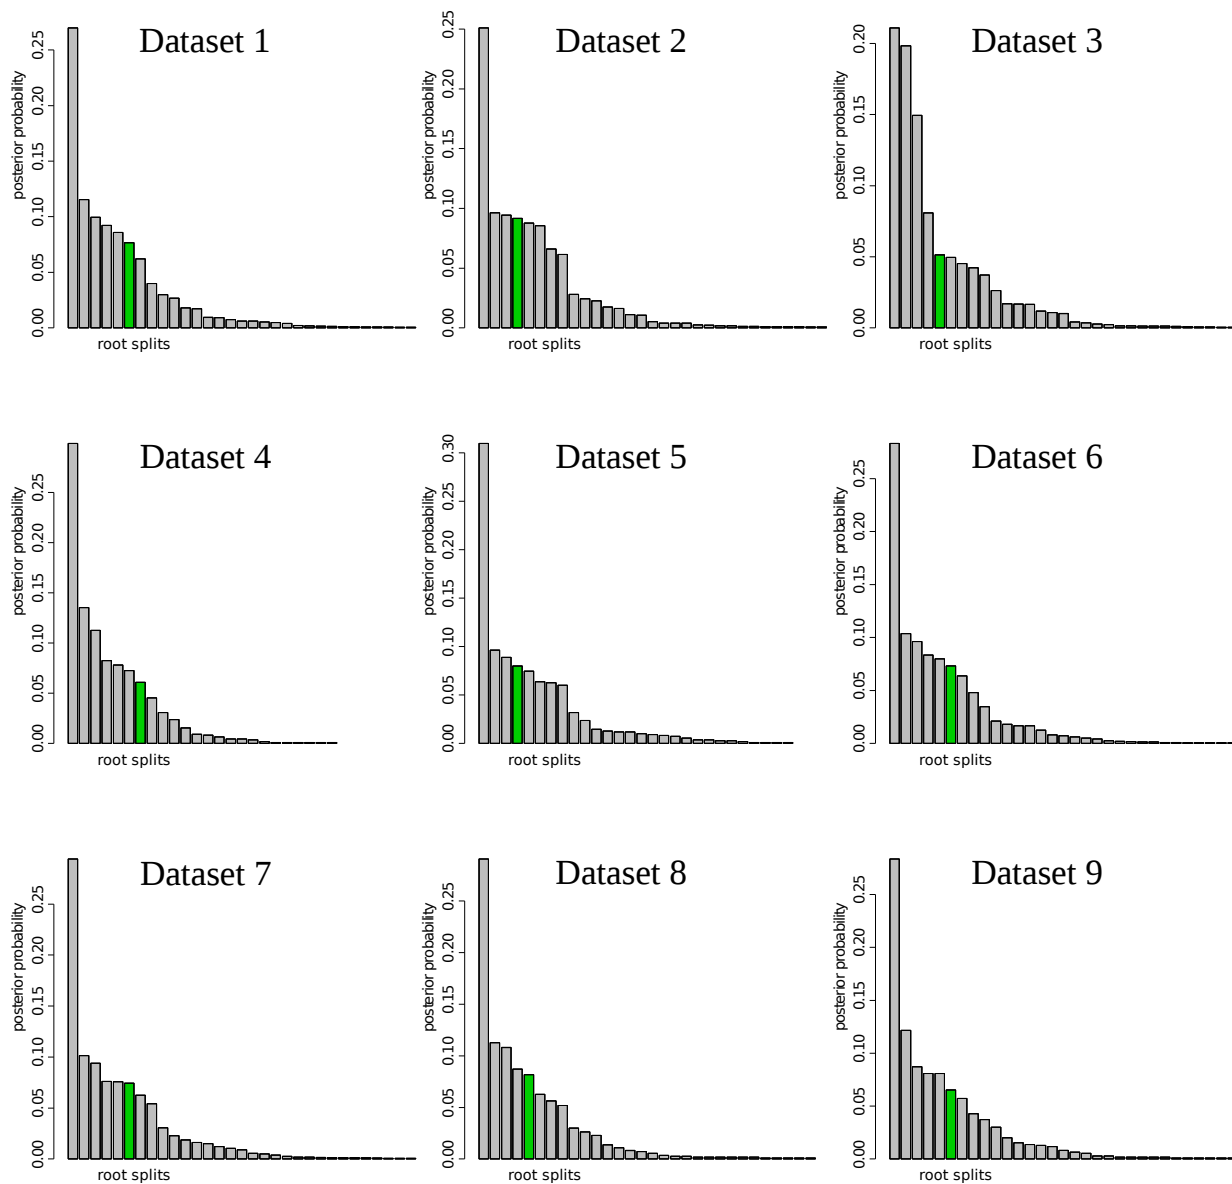 Dataset 1
posterior probability
0.00 0.05 0.10 0.15 0.20 0.25
root splits
Dataset 2
posterior probability
0.00 0.05 0.10 0.15 0.20 0.25
root splits
Dataset 3
posterior probability
0.00 0.05 0.10 0.15 0.20
root splits
Dataset 4
posterior probability
0.00 0.05 0.10 0.15 0.20 0.25
root splits
Dataset 5
posterior probability
0.00 0.05 0.10 0.15 0.20 0.25 0.30
root splits
Dataset 6
posterior probability
0.00 0.05 0.10 0.15 0.20 0.25
root splits
Dataset 7
posterior probability
0.00 0.05 0.10 0.15 0.20 0.25
root splits
Dataset 8
posterior probability
0.00 0.05 0.10 0.15 0.20 0.25
root splits
Dataset 9
posterior probability
0.00 0.05 0.10 0.15 0.20 0.25
root splits